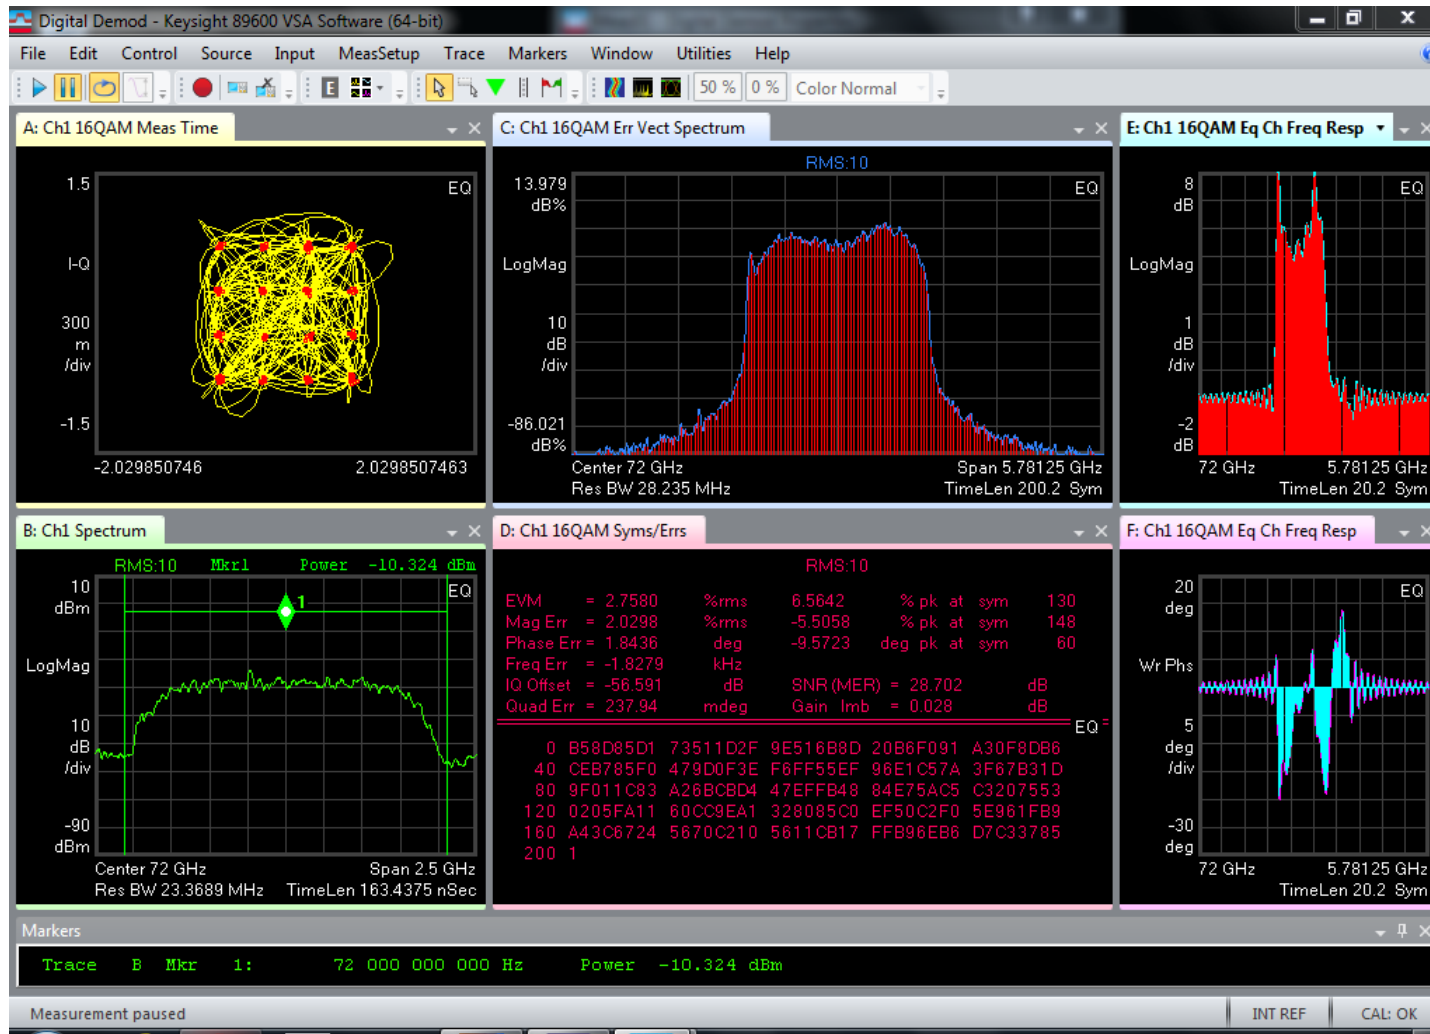 Digital Demod - Keysight 89600 VSA Software (64-bit)
File Edit Control Source Input MeasSetup Trace Markers Window Utilities Help
E 50 % 0 % Color Normal
A: Ch1 16QAM Meas Time
1.5
EQ
I-Q
300
m
/div
-1.5
-2.029850746 2.0298507463
C: Ch1 16QAM Err Vect Spectrum
RMS:10
13.979
dB%
EQ
LogMag
10
dB
/div
-86.021
dB%
Center 72 GHz Span 5.78125 GHz
Res BW 28.235 MHz TimeLen 200.2 Sym
E: Ch1 16QAM Eq Ch Freq Resp
8
dB
EQ
LogMag
1
dB
/div
-2
dB
72 GHz 5.78125 GHz
TimeLen 20.2 Sym
B: Ch1 Spectrum
RMS:10 Mkr1 Power -10.324 dBm
10
dBm
EQ
1
LogMag
10
dB
/div
-90
dBm
Center 72 GHz Span 2.5 GHz
Res BW 23.3689 MHz TimeLen 163.4375 nSec
D: Ch1 16QAM Syms/Errs
RMS:10
EVM = 2.7580 %rms 6.5642 % pk at sym 130
Mag Err = 2.0298 %rms -5.5058 % pk at sym 148
Phase Err = 1.8436 deg -9.5723 deg pk at sym 60
Freq Err = -1.8279 kHz
IQ Offset = -56.591 dB SNR(MER) = 28.702 dB
Quad Err = 237.94 mdeg Gain Imb = 0.028 dB
EQ
0 B58D85D1 73511D2F 9E516B8D 20B6F091 A30F8DB6
40 CEB785F0 479D0F3E F6FF55EF 96E1C57A 3F67B31D
80 9F011C83 A26BCBD4 47EFFB48 84E75AC5 C3207553
120 0205FA11 60CC9EA1 328085C0 EF50C2F0 5E961FB9
160 A43C6724 5670C210 5611CB17 FFB96EB6 D7C33785
200 1
F: Ch1 16QAM Eq Ch Freq Resp
20
deg
EQ
Wr Phs
5
deg
/div
-30
deg
72 GHz 5.78125 GHz
TimeLen 20.2 Sym
Markers
Trace B Mkr 1: 72 000 000 000 Hz Power -10.324 dBm
Measurement paused INT REF CAL: OK